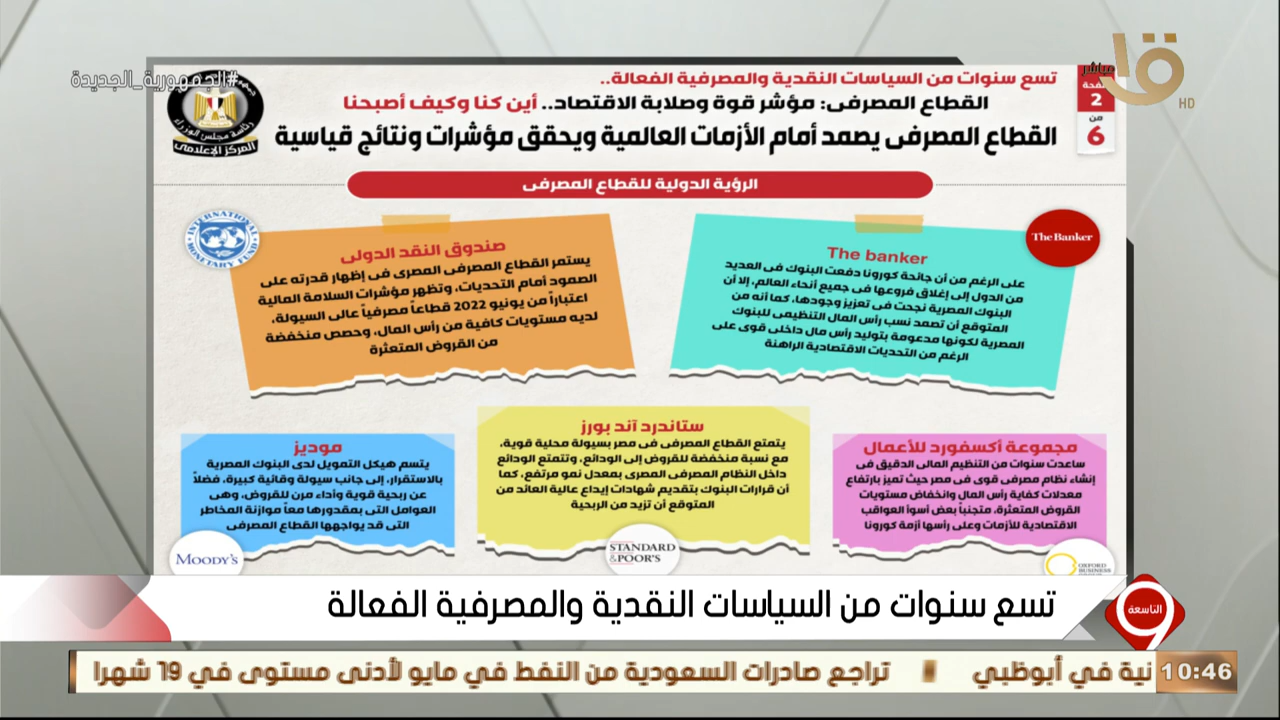 #الجمهورية_الجديدة
مباشر
HD
صفحة
2
من
6
تسع سنوات من السياسات النقدية والمصرفية الفعالة..
القطاع المصرفى: مؤشر قوة وصلابة الاقتصاد.. أين كنا وكيف أصبحنا
القطاع المصرفى يصمد أمام الأزمات العالمية ويحقق مؤشرات ونتائج قياسية
رئاسة مجلس الوزراء
المركز الإعلامى
الرؤية الدولية للقطاع المصرفى
The Banker
The banker
على الرغم من أن جائحة كورونا دفعت البنوك فى العديد
من الدول إلى إغلاق فروعها فى جميع أنحاء العالم، إلا أن
البنوك المصرية نجحت فى تعزيز وجودها، كما أنه من
المتوقع أن تصمد نسب رأس المال التنظيمى للبنوك
المصرية لكونها مدعومة بتوليد رأس مال داخلى قوى على
الرغم من التحديات الاقتصادية الراهنة
INTERNATIONAL MONETARY FUND
صندوق النقد الدولى
يستمر القطاع المصرفى المصرى فى إظهار قدرته على
الصمود أمام التحديات، وتظهر مؤشرات السلامة المالية
اعتباراً من يونيو 2022 قطاعاً مصرفياً عالى السيولة،
لديه مستويات كافية من رأس المال، وحصص منخفضة
من القروض المتعثرة
مجموعة أكسفورد للأعمال
ساعدت سنوات من التنظيم المالى الدقيق فى
إنشاء نظام مصرفى قوى فى مصر حيث تميز بارتفاع
معدلات كفاية رأس المال وانخفاض مستويات
القروض المتعثرة، متجنباً بعض أسوأ العواقب
الاقتصادية للأزمات وعلى رأسها أزمة كورونا
OXFORD
BUSINESS
ستاندرد آند بورز
يتمتع القطاع المصرفى فى مصر بسيولة محلية قوية،
مع نسبة منخفضة للقروض إلى الودائع، وتتمتع الودائع
داخل النظام المصرفى المصرى بمعدل نمو مرتفع، كما
أن قرارات البنوك بتقديم شهادات إيداع عالية العائد من
المتوقع أن تزيد من الربحية
STANDARD
&POOR'S
موديز
يتسم هيكل التمويل لدى البنوك المصرية
بالاستقرار، إلى جانب سيولة وقائية كبيرة، فضلاً
عن ربحية قوية وأداء مرن للقروض، وهى
العوامل التى بمقدورها معاً موازنة المخاطر
التى قد يواجهها القطاع المصرفى
MOODY'S
التاسعة
9
تسع سنوات من السياسات النقدية والمصرفية الفعالة
10:46
نية في أبوظبي
تراجع صادرات السعودية من النفط في مايو لأدنى مستوى في 19 شهرا